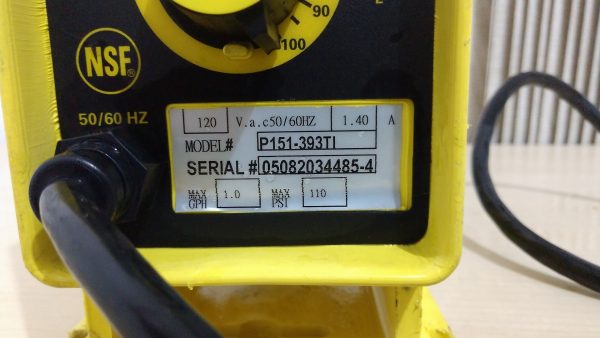 90
100
NSF®
50/60 HZ
120 V.a.c50/60HZ 1.40 A
MODEL# P151-393TI
SERIAL # 05082034485-4
MAX GPH 1.0 MAX PSI 110